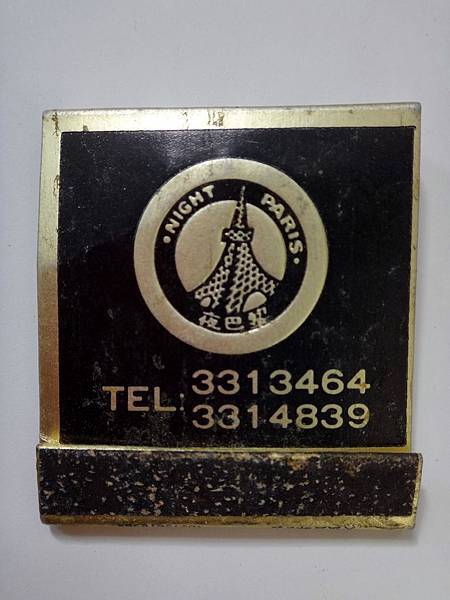 ·NIGHT PARIS·
夜巴黎
TEL. 3313464
3314839